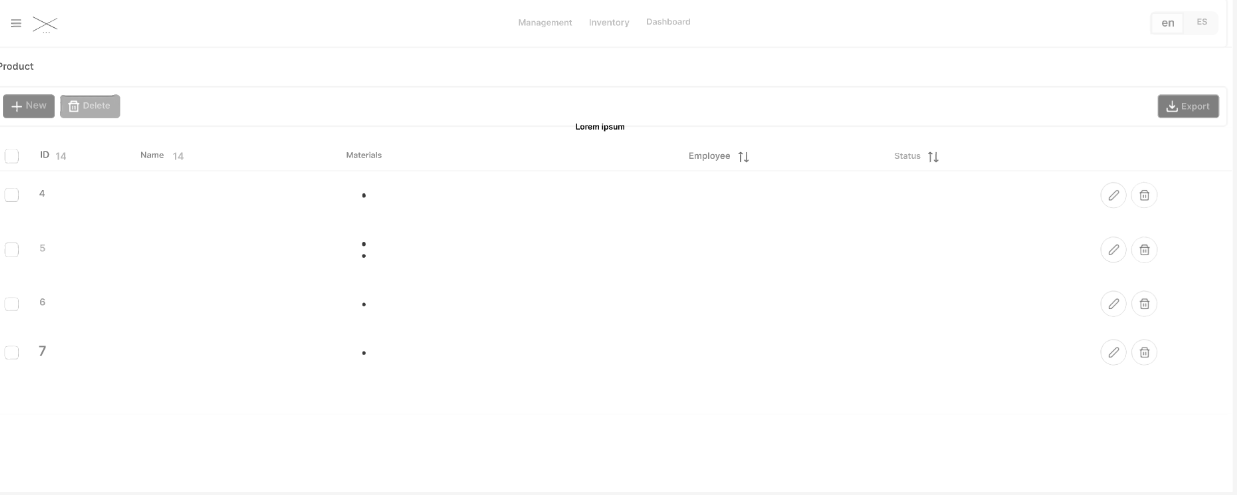 Management Inventory Dashboard en ES
Product
New Delete Export
Lorem ipsum
ID 14 Name 14 Materials Employee Status
4
5
6
7